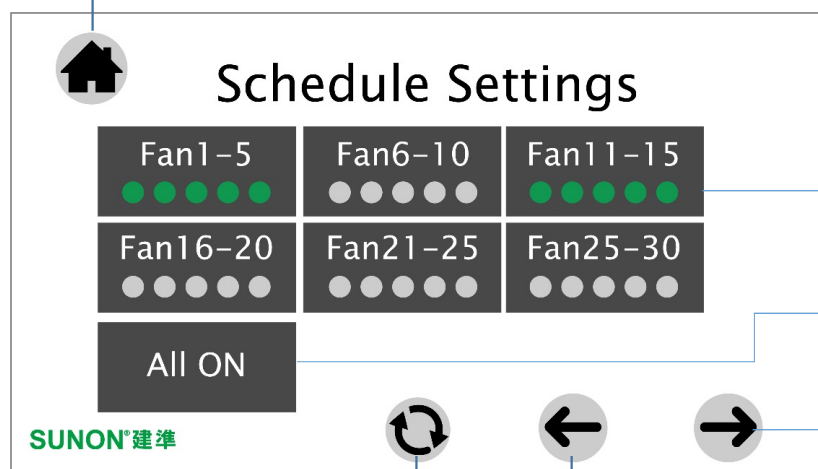 Schedule Settings
Fan1-5
Fan6-10
Fan11-15
Fan16-20
Fan21-25
Fan25-30
All ON
SUNON®建準